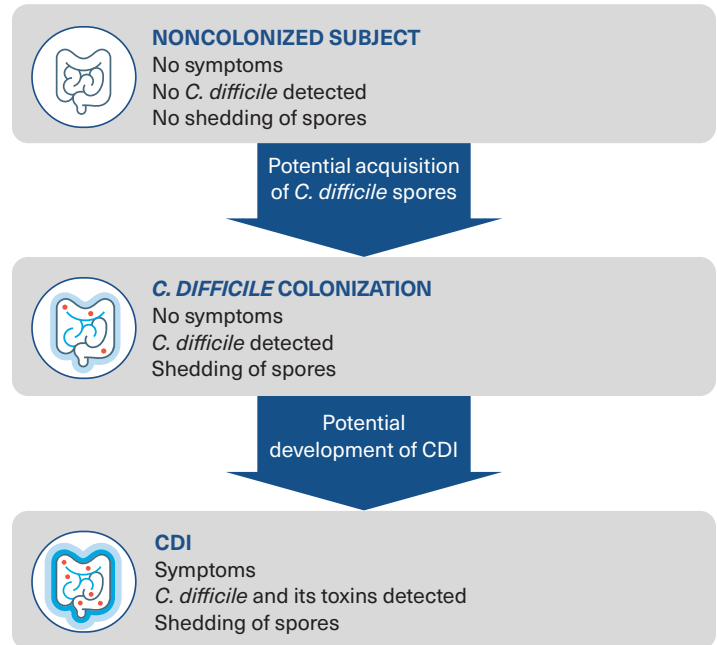 NONCOLONIZED SUBJECT
No symptoms
No C. difficile detected
No shedding of spores
Potential acquisition
of C. difficile spores
C. DIFFICILE COLONIZATION
No symptoms
C. difficile detected
Shedding of spores
Potential
development of CDI
CDI
Symptoms
C. difficile and its toxins detected
Shedding of spores